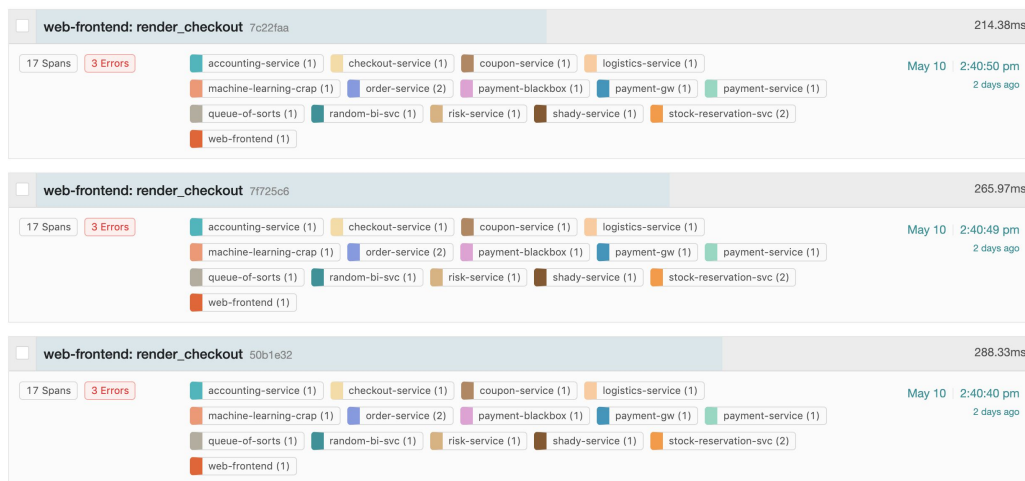 web-frontend: render_checkout 7c22faa 214.38ms
17 Spans 3 Errors accounting-service (1) checkout-service (1) coupon-service (1) logistics-service (1) May 10 2:40:50 pm
machine-learning-crap (1) order-service (2) payment-blackbox (1) payment-gw (1) payment-service (1) 2 days ago
queue-of-sorts (1) random-bi-svc (1) risk-service (1) shady-service (1) stock-reservation-svc (2)
web-frontend (1)
web-frontend: render_checkout 7f725c6 265.97ms
17 Spans 3 Errors accounting-service (1) checkout-service (1) coupon-service (1) logistics-service (1) May 10 2:40:49 pm
machine-learning-crap (1) order-service (2) payment-blackbox (1) payment-gw (1) payment-service (1) 2 days ago
queue-of-sorts (1) random-bi-svc (1) risk-service (1) shady-service (1) stock-reservation-svc (2)
web-frontend (1)
web-frontend: render_checkout 50b1e32 288.33ms
17 Spans 3 Errors accounting-service (1) checkout-service (1) coupon-service (1) logistics-service (1) May 10 2:40:40 pm
machine-learning-crap (1) order-service (2) payment-blackbox (1) payment-gw (1) payment-service (1) 2 days ago
queue-of-sorts (1) random-bi-svc (1) risk-service (1) shady-service (1) stock-reservation-svc (2)
web-frontend (1)